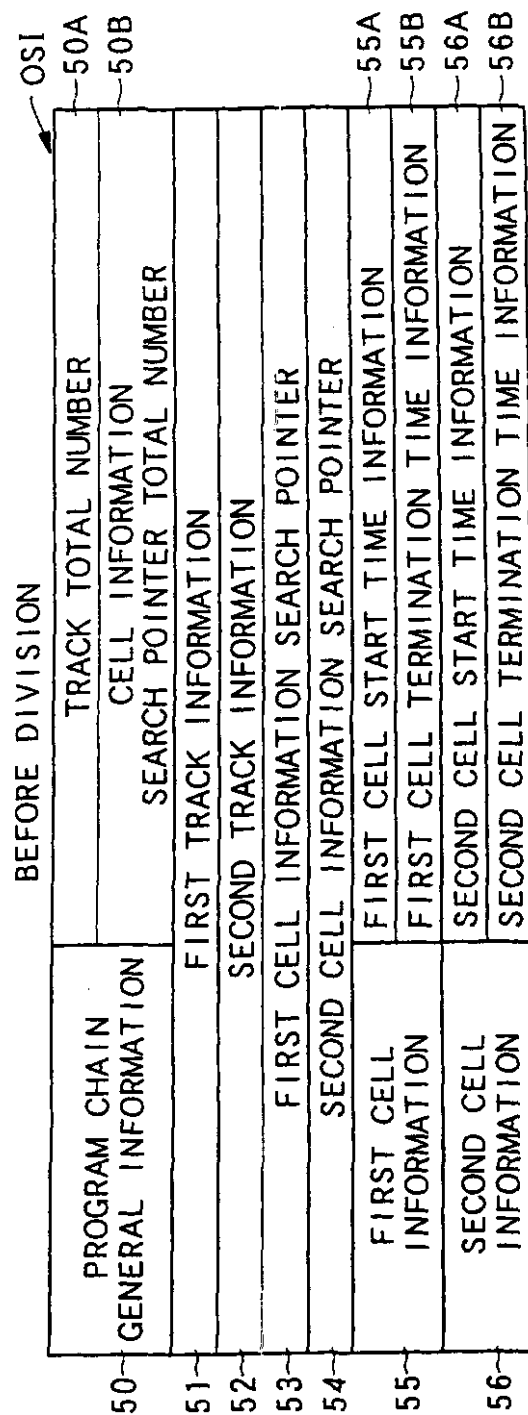 BEFORE DIVISION
OSI
50
PROGRAM CHAIN
GENERAL INFORMATION
TRACK TOTAL NUMBER
50A
CELL INFORMATION
SEARCH POINTER TOTAL NUMBER
50B
51
FIRST TRACK INFORMATION
52
SECOND TRACK INFORMATION
53
FIRST CELL INFORMATION SEARCH POINTER
54
SECOND CELL INFORMATION SEARCH POINTER
55
FIRST CELL
INFORMATION
FIRST CELL START TIME INFORMATION
55A
FIRST CELL TERMINATION TIME INFORMATION
55B
56
SECOND CELL
INFORMATION
SECOND CELL START TIME INFORMATION
56A
SECOND CELL TERMINATION TIME INFORMATION
56B